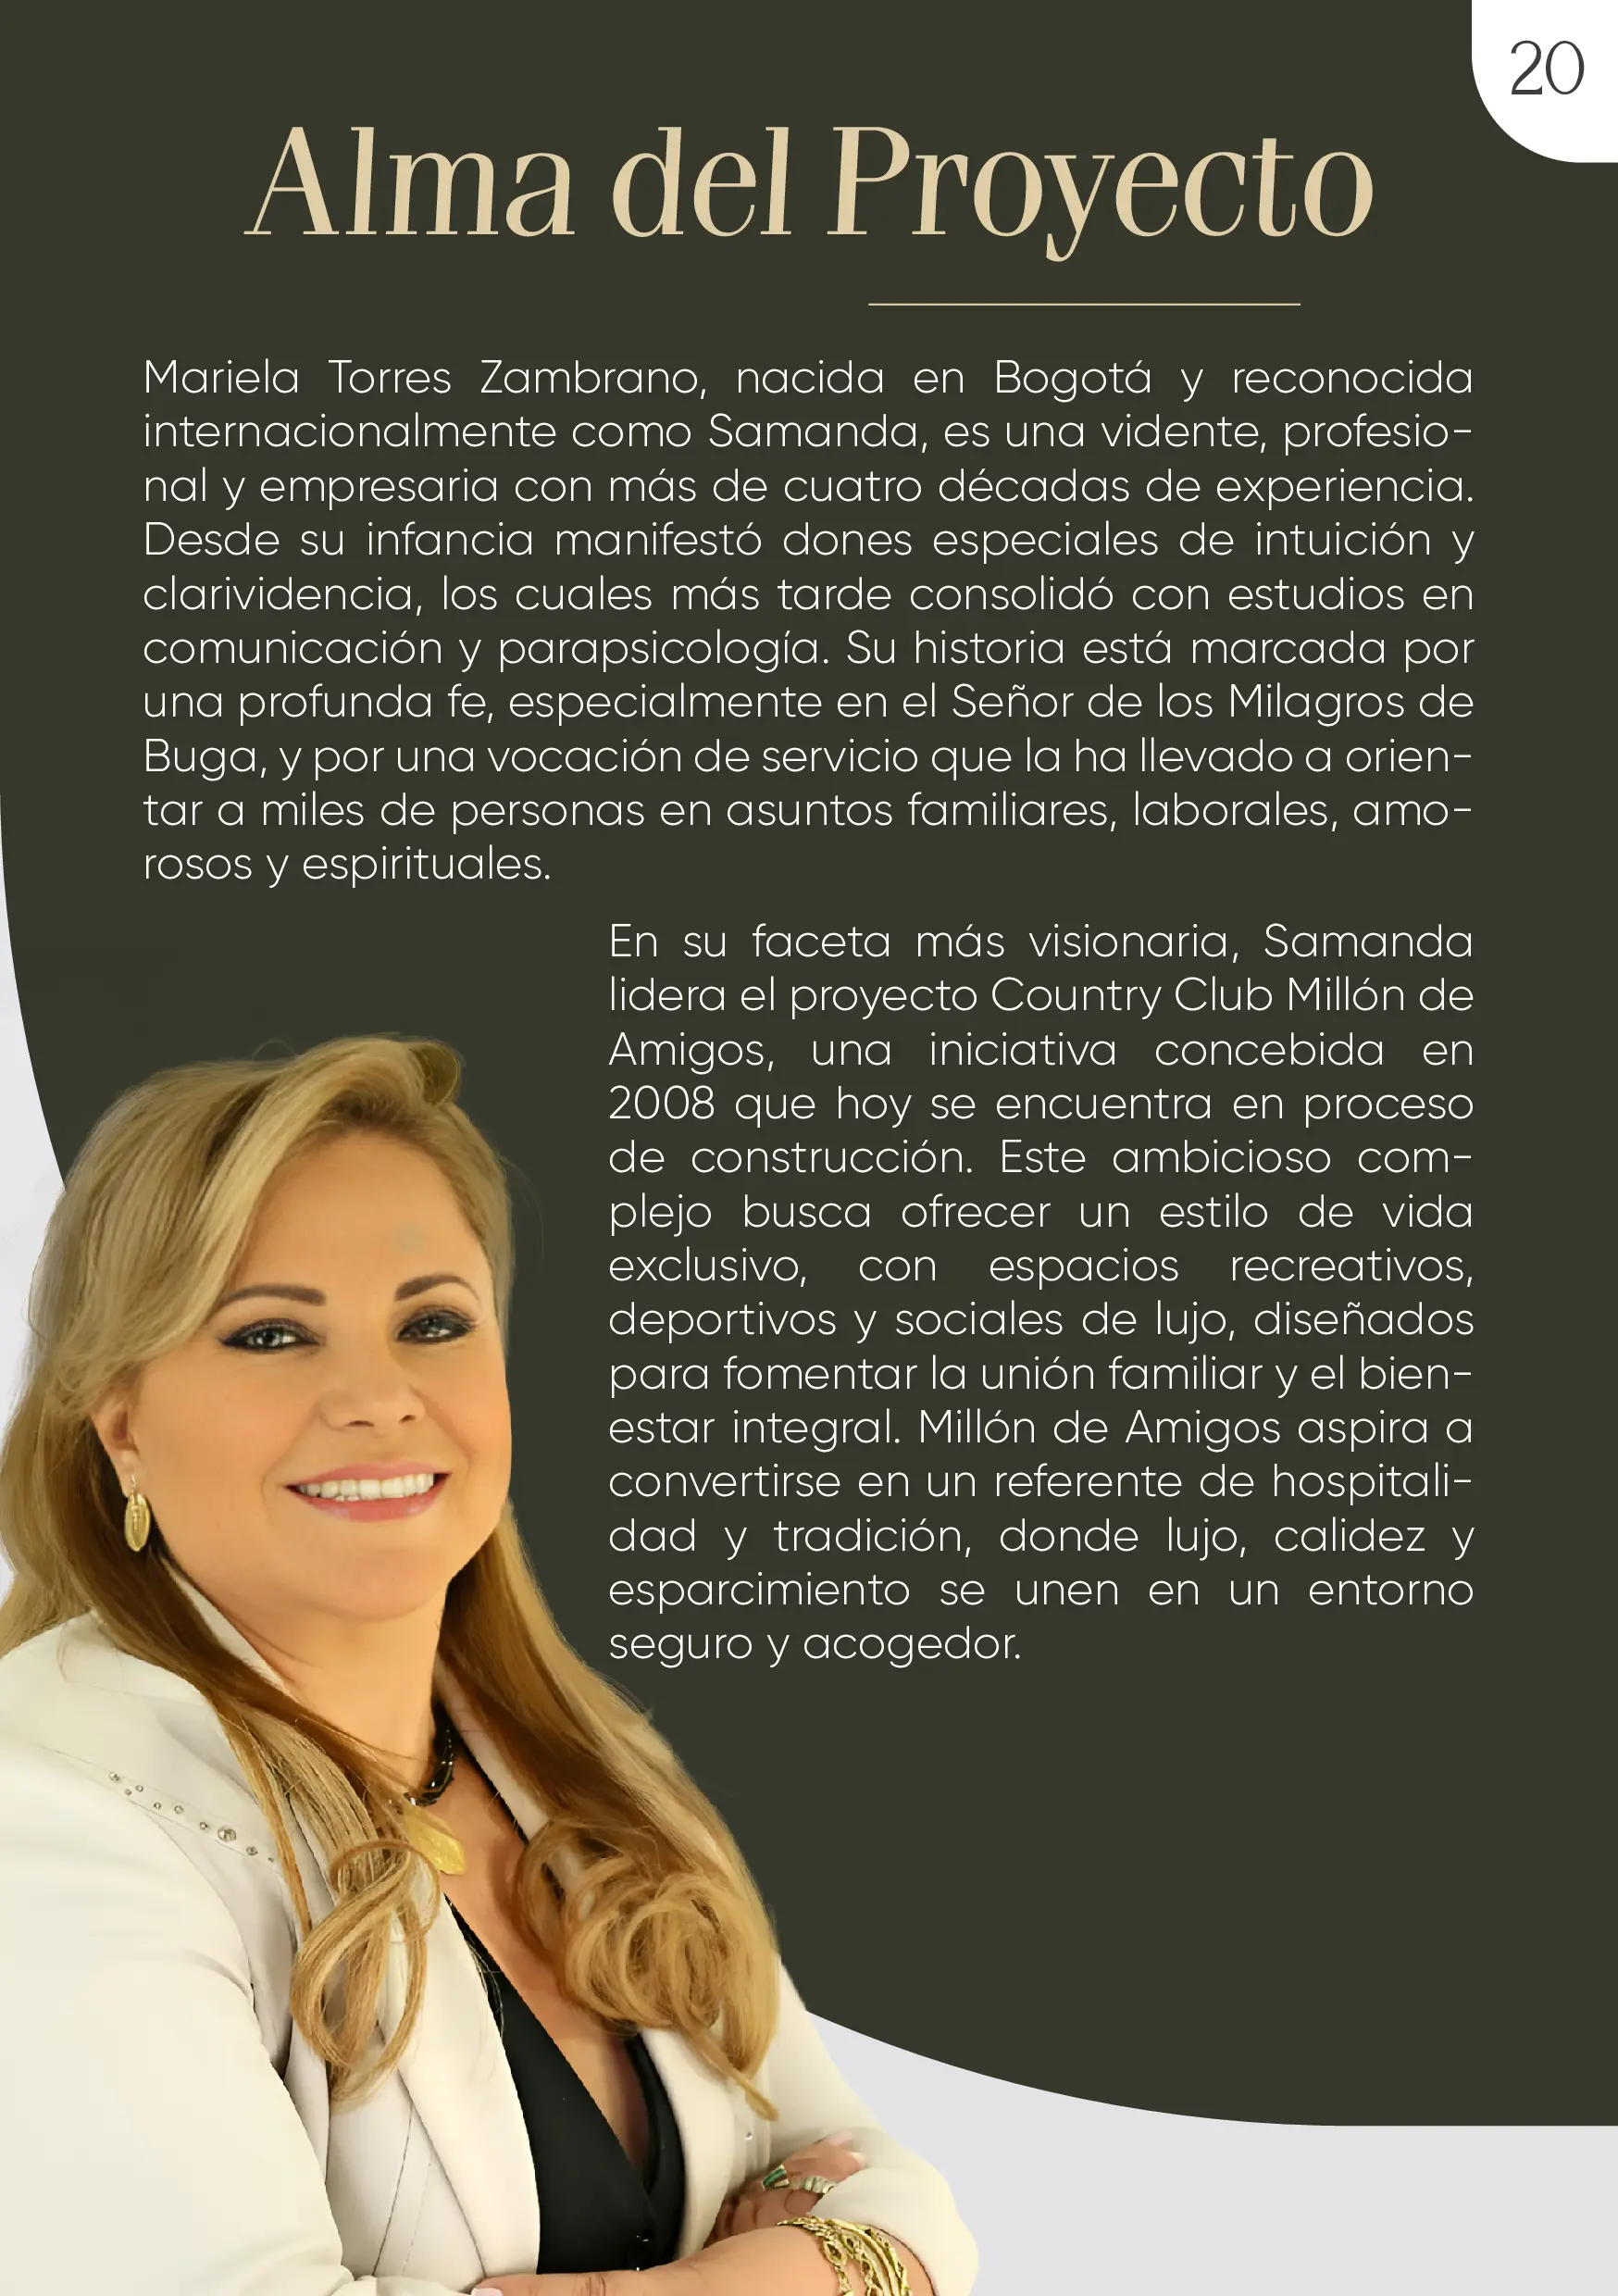 20
Alma del Proyecto
Mariela Torres Zambrano, nacida en Bogotá y reconocida
internacionalmente como Samanda, es una vidente, profesio-
nal y empresaria con más de cuatro décadas de experiencia.
Desde su infancia manifestó dones especiales de intuición y
clarividencia, los cuales más tarde consolidó con estudios en
comunicación y parapsicología. Su historia está marcada por
una profunda fe, especialmente en el Señor de los Milagros de
Buga, y por una vocación de servicio que la ha llevado a orien-
tar a miles de personas en asuntos familiares, laborales, amo-
rosos y espirituales.
En su faceta más visionaria, Samanda
lidera el proyecto Country Club Millón de
Amigos, una iniciativa concebida en
2008 que hoy se encuentra en proceso
de construcción. Este ambicioso com-
plejo busca ofrecer un estilo de vida
exclusivo, con espacios recreativos,
deportivos y sociales de lujo, diseñados
para fomentar la unión familiar y el bien-
estar integral. Millón de Amigos aspira a
convertirse en un referente de hospitali-
dad y tradición, donde lujo, calidez y
esparcimiento se unen en un entorno
seguro y acogedor.